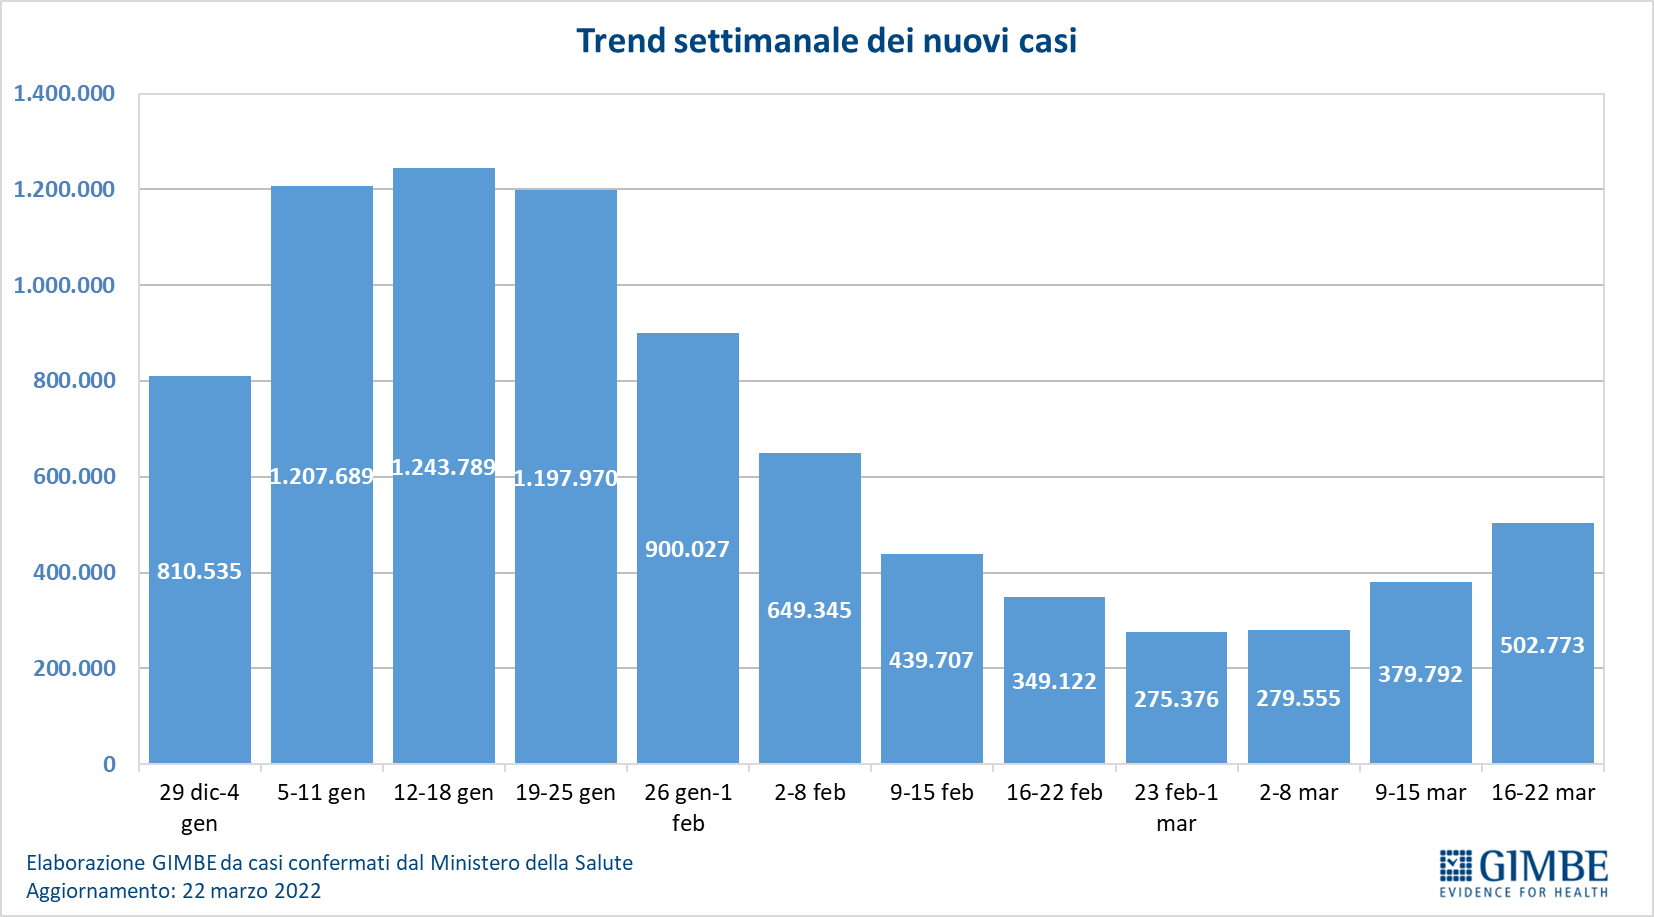 Trend settimanale dei nuovi casi
1.400.000
1.200.000
1.000.000
800.000
600.000
400.000
200.000
0
810.535
1.207.689
1.243.789
1.197.970
900.027
649.345
439.707
349.122
275.376
279.555
379.792
502.773
29 dic-4
gen
5-11 gen
12-18 gen
19-25 gen
26 gen-1
feb
2-8 feb
9-15 feb
16-22 feb
23 feb-1
mar
2-8 mar
9-15 mar
16-22 mar
Elaborazione GIMBE da casi confermati dal Ministero della Salute
Aggiornamento: 22 marzo 2022
GIMBE
EVIDENCE FOR HEALTH